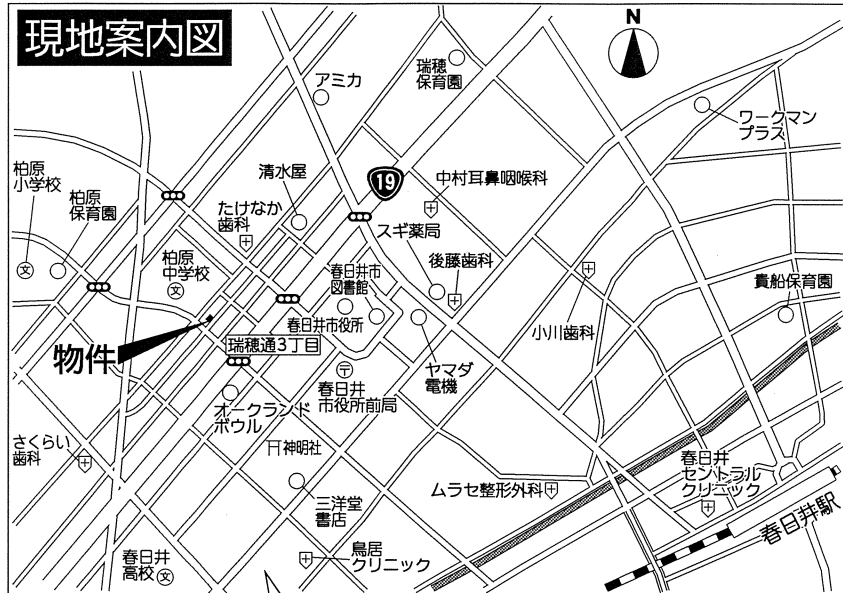 現地案内図
N
アミカ
瑞穂
保育園
ワークマン
プラス
柏原
小学校
柏原
保育園
清水屋
19
中村耳鼻咽喉科
たけなか
歯科
スギ薬局
柏原
中学校
文
文
春日井市
図書館
後藤歯科
貴船保育園
春日井市役所
小川歯科
瑞穂通3丁目
物件
ヤマダ
電機
〒
春日井
市役所前局
オークランド
ボウル
さくらい
歯科
神明社
春日井
セントラル
クリニック
ムラセ整形外科
三洋堂
書店
春日井駅
鳥居
クリニック
春日井
高校
文